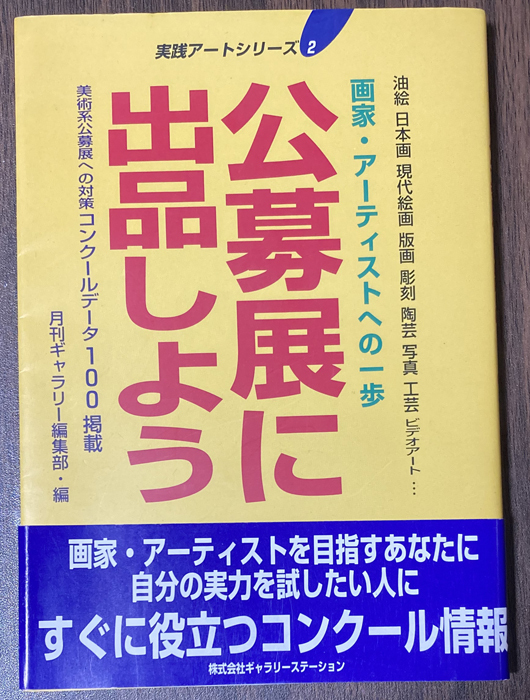 実践アートシリーズ2
油絵 日本画 現代絵画 版画 彫刻 陶芸 写真 工芸 ビデオアート…
画家・アーティストへの一歩
公募展に
出品しよう
美術系公募展への対策コンクールデータ100掲載
月刊ギャラリー編集部・編
画家・アーティストを目指すあなたに
自分の実力を試したい人に
すぐに役立つコンクール情報
株式会社ギャラリーステーション